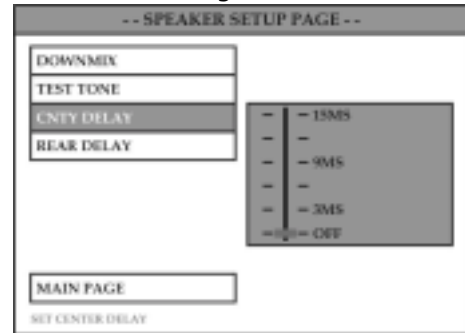 - - SPEAKER SETUP PAGE - -
DOWNMIX
TEST TONE
CNTY DELAY
REAR DELAY
15MS
9MS
3MS
OFF
MAIN PAGE
SET CENTER DELAY